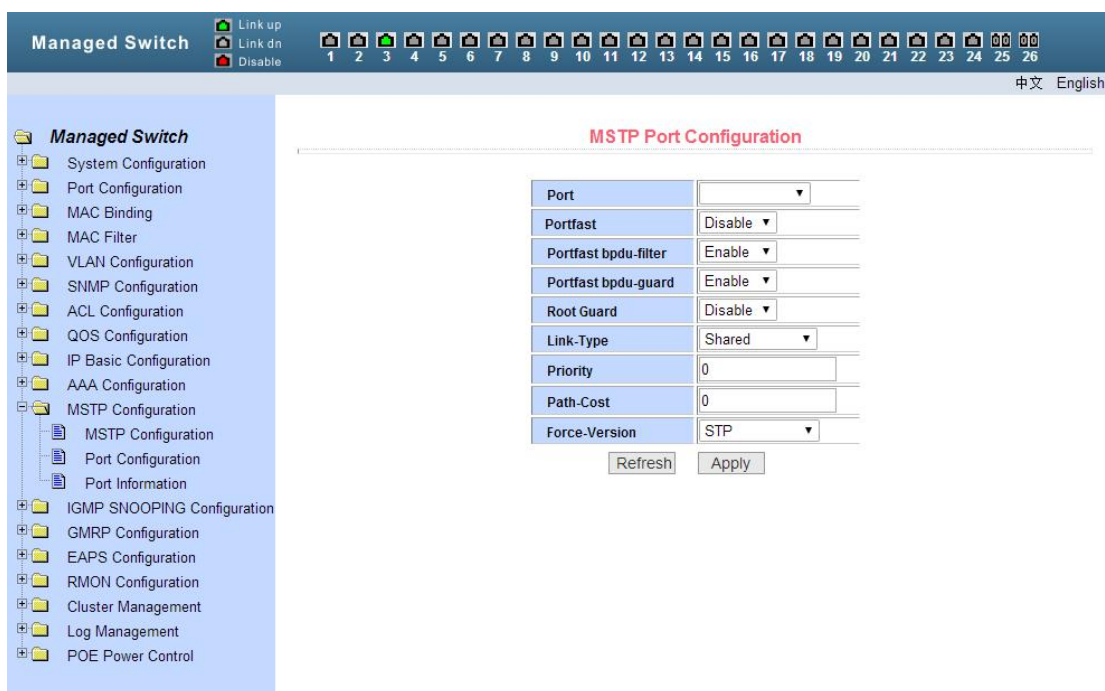 Link up
Managed Switch
Link dn
Disable
1 2 3 4 5 6 7 8 9 10 11 12 13 14 15 16 17 18 19 20 21 22 23 24 25 26
中文 English
Managed Switch
System Configuration
Port Configuration
MAC Binding
MAC Filter
VLAN Configuration
SNMP Configuration
ACL Configuration
QOS Configuration
IP Basic Configuration
AAA Configuration
MSTP Configuration
MSTP Configuration
Port Configuration
Port Information
IGMP SNOOPING Configuration
GMRP Configuration
EAPS Configuration
RMON Configuration
Cluster Management
Log Management
POE Power Control
MSTP Port Configuration
Port
Portfast Disable
Portfast bpdu-filter Enable
Portfast bpdu-guard Enable
Root Guard Disable
Link-Type Shared
Priority 0
Path-Cost 0
Force-Version STP
Refresh Apply